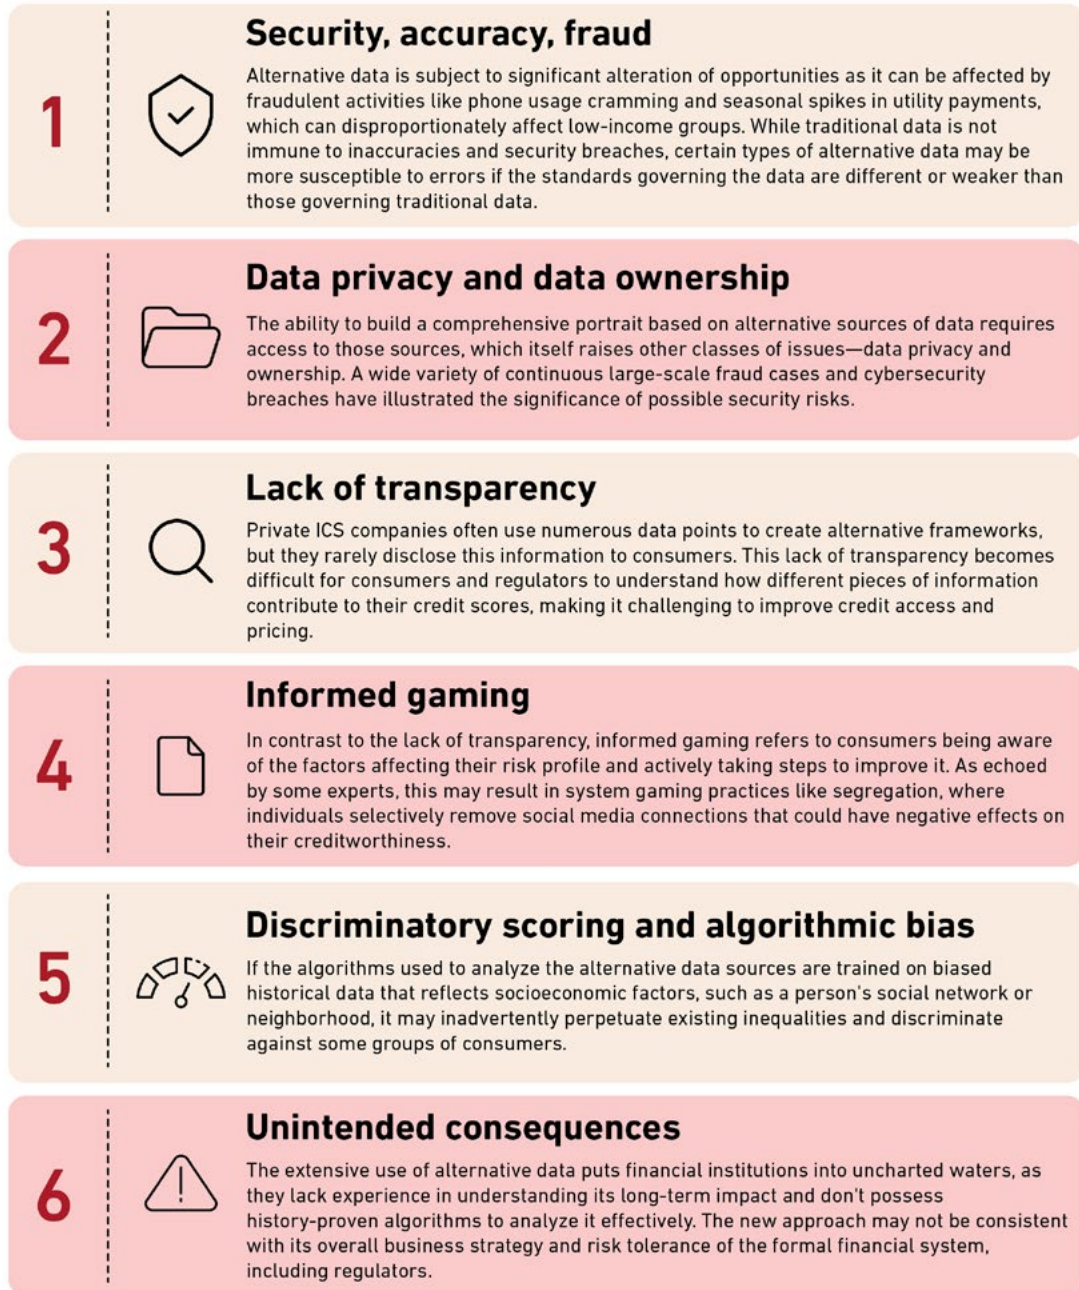 Security, accuracy, fraud
1
Alternative data is subject to significant alteration of opportunities as it can be affected by
fraudulent activities like phone usage cramming and seasonal spikes in utility payments,
which can disproportionately affect low-income groups. While traditional data is not
immune to inaccuracies and security breaches, certain types of alternative data may be
more susceptible to errors if the standards governing the data are different or weaker than
those governing traditional data.
Data privacy and data ownership
2
The ability to build a comprehensive portrait based on alternative sources of data requires
access to those sources, which itself raises other classes of issues—data privacy and
ownership. A wide variety of continuous large-scale fraud cases and cybersecurity
breaches have illustrated the significance of possible security risks.
Lack of transparency
3
Private ICS companies often use numerous data points to create alternative frameworks,
but they rarely disclose this information to consumers. This lack of transparency becomes
difficult for consumers and regulators to understand how different pieces of information
contribute to their credit scores, making it challenging to improve credit access and
pricing.
Informed gaming
4
In contrast to the lack of transparency, informed gaming refers to consumers being aware
of the factors affecting their risk profile and actively taking steps to improve it. As echoed
by some experts, this may result in system gaming practices like segregation, where
individuals selectively remove social media connections that could have negative effects on
their creditworthiness.
Discriminatory scoring and algorithmic bias
5
If the algorithms used to analyze the alternative data sources are trained on biased
historical data that reflects socioeconomic factors, such as a person's social network or
neighborhood, it may inadvertently perpetuate existing inequalities and discriminate
against some groups of consumers.
Unintended consequences
6
The extensive use of alternative data puts financial institutions into uncharted waters, as
they lack experience in understanding its long-term impact and don't possess
history-proven algorithms to analyze it effectively. The new approach may not be consistent
with its overall business strategy and risk tolerance of the formal financial system,
including regulators.